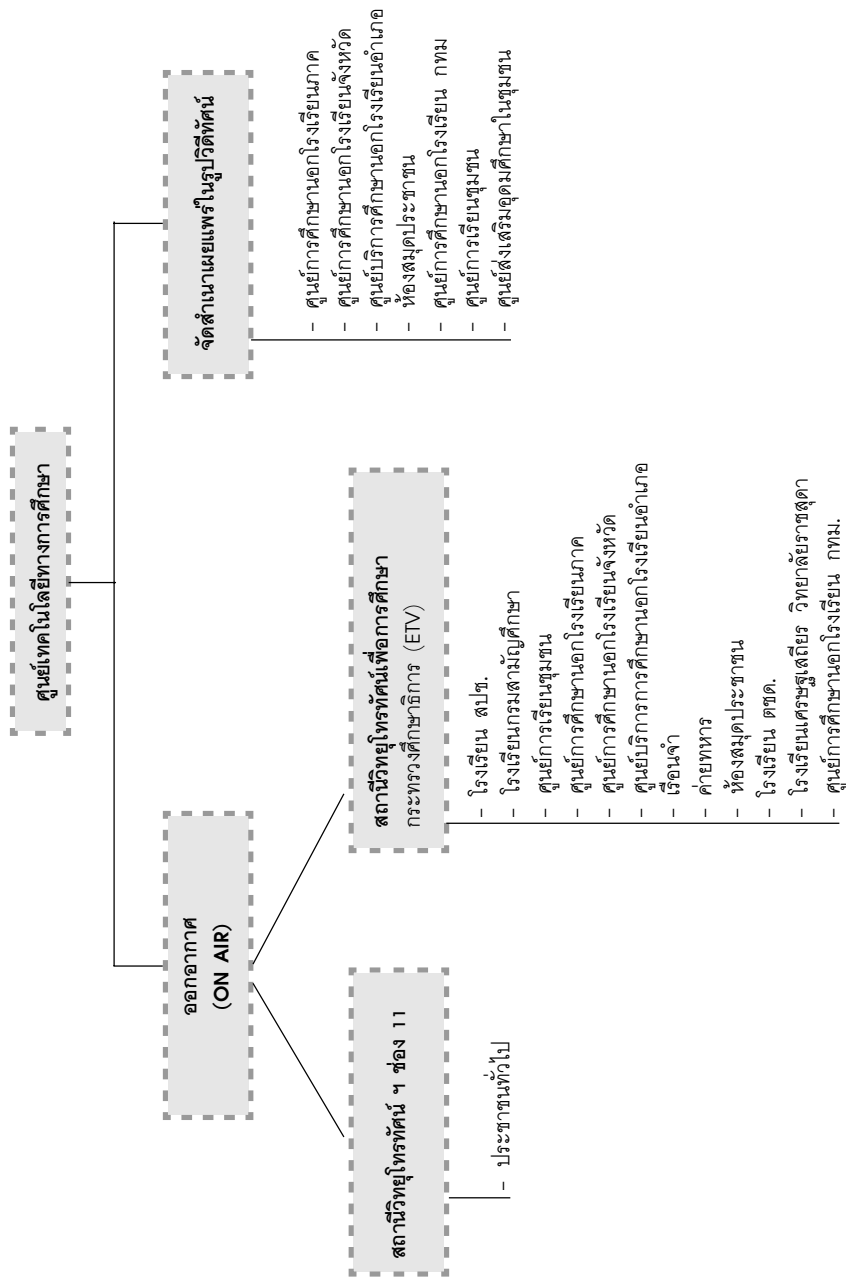 ศูนย์เทคโนโลยีทางการศึกษา
ออกอากาศ
(ON AIR)
จัดสำเนาเผยแพร่ในรูปวีดิทัศน์
สถานีวิทยุโทรทัศน์ ฯ ช่อง 11
- ประชาชนทั่วไป
สถานีวิทยุโทรทัศน์เพื่อการศึกษา
กระทรวงศึกษาธิการ (ETV)
- โรงเรียน สปช.
- โรงเรียนกรมสามัญศึกษา
- ศูนย์การเรียนชุมชน
- ศูนย์การศึกษานอกโรงเรียนภาค
- ศูนย์การศึกษานอกโรงเรียนจังหวัด
- ศูนย์บริการการศึกษานอกโรงเรียนอำเภอ
- เรือนจำ
- ค่ายทหาร
- ห้องสมุดประชาชน
- โรงเรียน ตชด.
- โรงเรียนเศรษฐเสถียร วิทยาลัยราชสุดา
- ศูนย์การศึกษานอกโรงเรียน กทม.
- ศูนย์การศึกษานอกโรงเรียนภาค
- ศูนย์การศึกษานอกโรงเรียนจังหวัด
- ศูนย์บริการศึกษานอกโรงเรียนอำเภอ
- ห้องสมุดประชาชน
- ศูนย์การศึกษานอกโรงเรียน กทม
- ศูนย์การเรียนชุมชน
- ศูนย์ส่งเสริมอุดมศึกษาในชุมชน